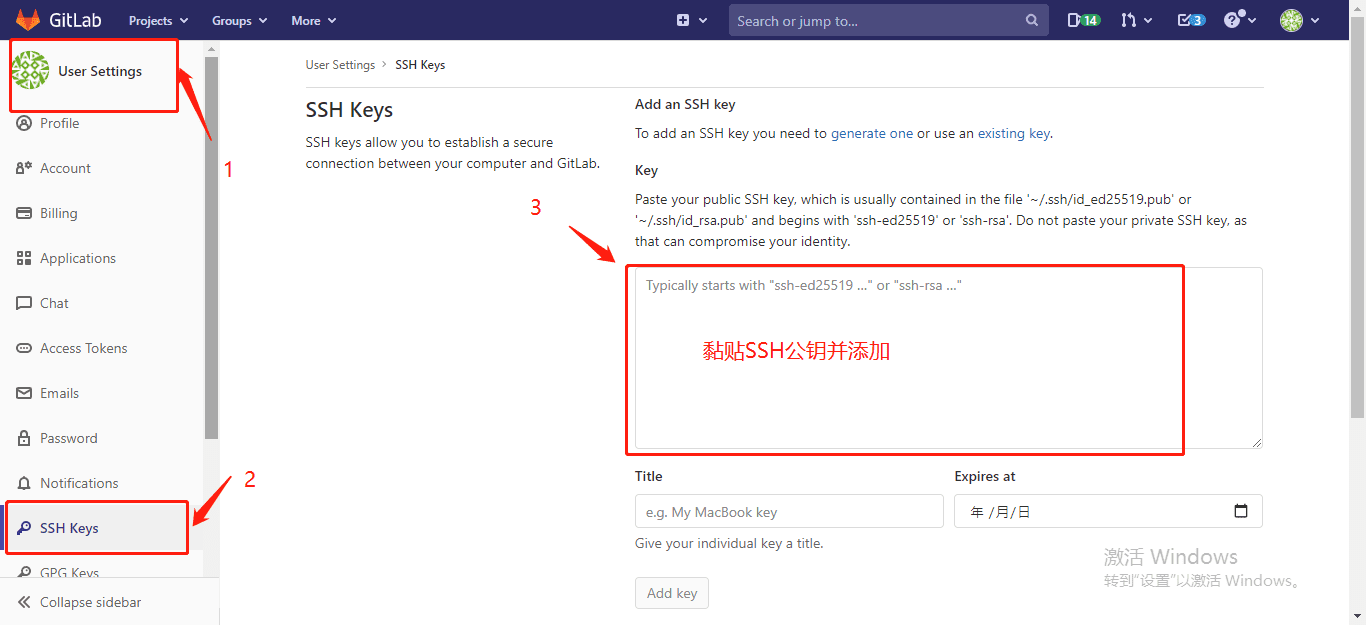 GitLab Projects Groups More Search or jump to... 14 3
User Settings
Profile
Account
Billing
Applications
Chat
Access Tokens
Emails
Password
Notifications
SSH Keys
GPG Keys
Collapse sidebar
1
2
User Settings > SSH Keys
SSH Keys
SSH keys allow you to establish a secure
connection between your computer and GitLab.
Add an SSH key
To add an SSH key you need to generate one or use an existing key.
Key
Paste your public SSH key, which is usually contained in the file '~/.ssh/id_ed25519.pub' or
'~/.ssh/id_rsa.pub' and begins with 'ssh-ed25519' or 'ssh-rsa'. Do not paste your private SSH key, as
that can compromise your identity.
3
Typically starts with "ssh-ed25519 ..." or "ssh-rsa ..."
黏贴SSH公钥并添加
Title
Expires at
e.g. My MacBook key
年 /月/日
Give your individual key a title.
Add key
激活 Windows
转到"设置"以激活 Windows。